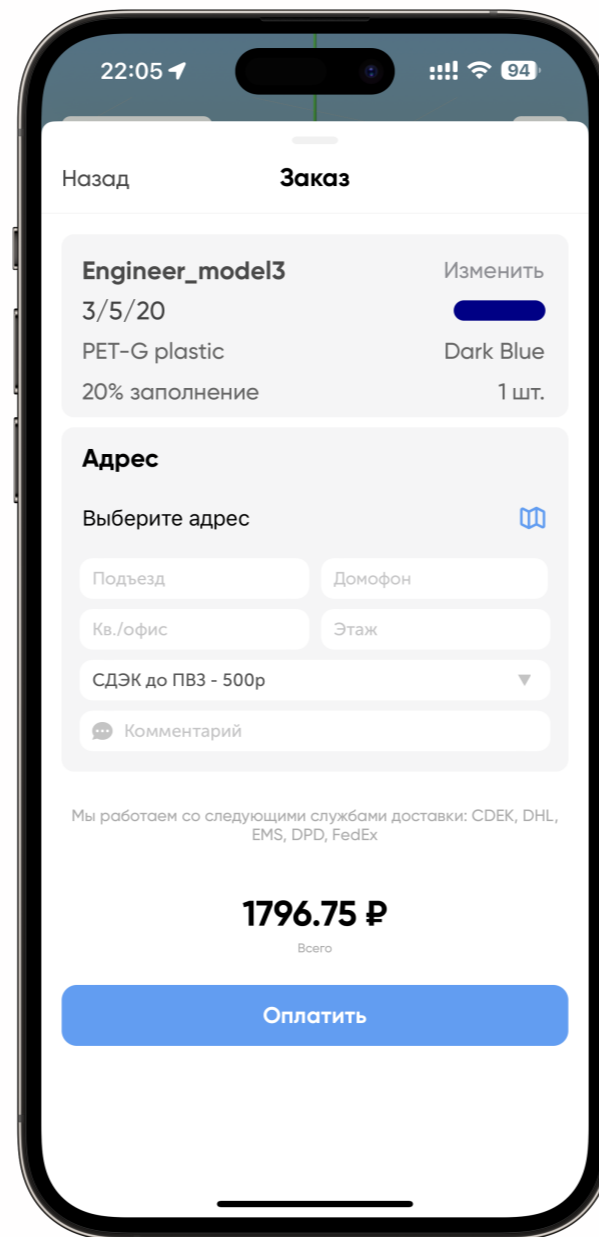 22:05
94
Назад
Заказ
Engineer_model3
Изменить
3/5/20
PET-G plastic
Dark Blue
20% заполнение
1 шт.
Адрес
Выберите адрес
Подъезд
Домофон
Кв./офис
Этаж
СДЭК до ПВЗ - 500р
Комментарий
Мы работаем со следующими службами доставки: CDEK, DHL,
EMS, DPD, FedEx
1796.75 ₽
Всего
Оплатить